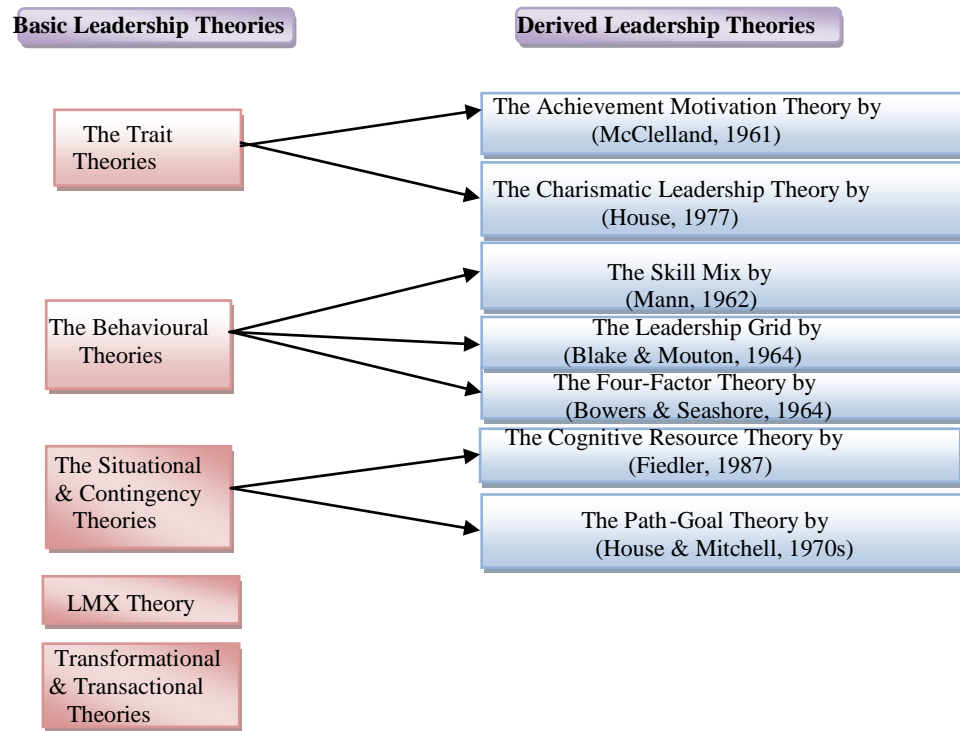 Basic Leadership Theories
Derived Leadership Theories
The Trait
Theories
The Achievement Motivation Theory by
(McClelland, 1961)
The Charismatic Leadership Theory by
(House, 1977)
The Behavioural
Theories
The Skill Mix by
(Mann, 1962)
The Leadership Grid by
(Blake & Mouton, 1964)
The Four-Factor Theory by
(Bowers & Seashore, 1964)
The Situational
& Contingency
Theories
The Cognitive Resource Theory by
(Fiedler, 1987)
The Path-Goal Theory by
(House & Mitchell, 1970s)
LMX Theory
Transformational
& Transactional
Theories